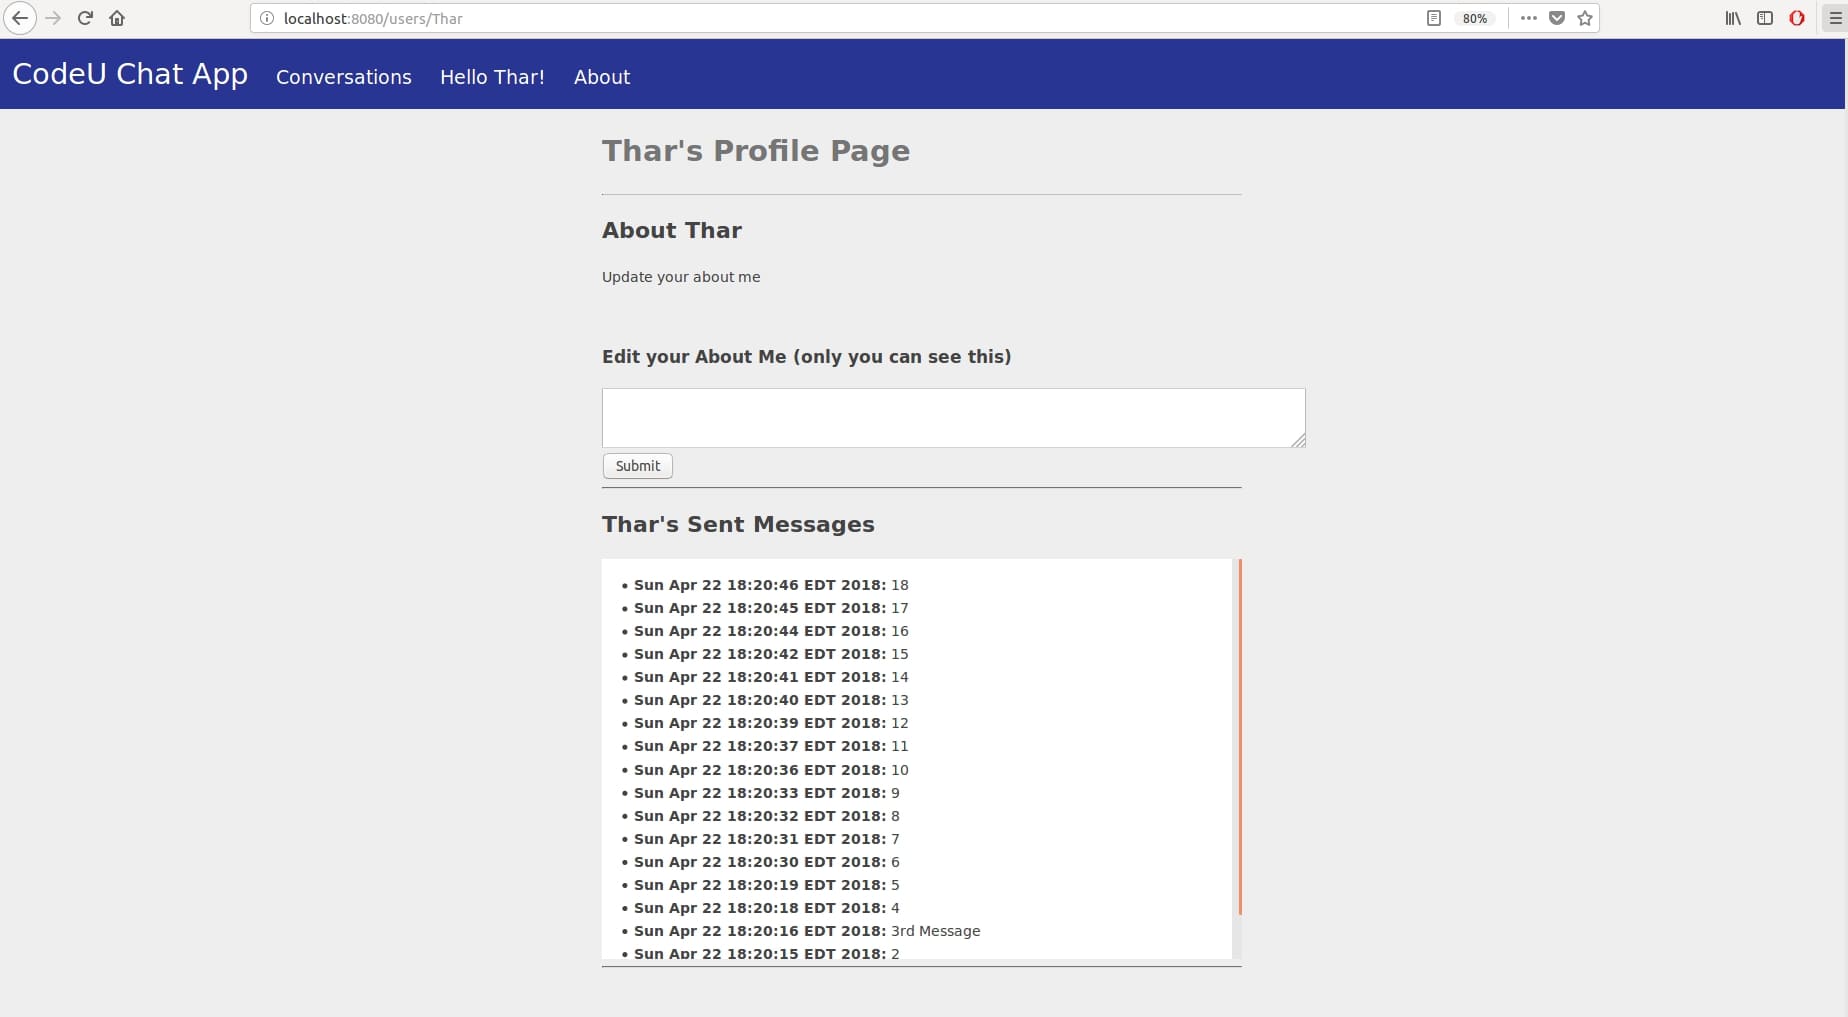 localhost:8080/users/Thar
80%
CodeU Chat App Conversations Hello Thar! About
Thar's Profile Page
About Thar
Update your about me
Edit your About Me (only you can see this)
Submit
Thar's Sent Messages
• Sun Apr 22 18:20:46 EDT 2018: 18
• Sun Apr 22 18:20:45 EDT 2018: 17
• Sun Apr 22 18:20:44 EDT 2018: 16
• Sun Apr 22 18:20:42 EDT 2018: 15
• Sun Apr 22 18:20:41 EDT 2018: 14
• Sun Apr 22 18:20:40 EDT 2018: 13
• Sun Apr 22 18:20:39 EDT 2018: 12
• Sun Apr 22 18:20:37 EDT 2018: 11
• Sun Apr 22 18:20:36 EDT 2018: 10
• Sun Apr 22 18:20:33 EDT 2018: 9
• Sun Apr 22 18:20:32 EDT 2018: 8
• Sun Apr 22 18:20:31 EDT 2018: 7
• Sun Apr 22 18:20:30 EDT 2018: 6
• Sun Apr 22 18:20:19 EDT 2018: 5
• Sun Apr 22 18:20:18 EDT 2018: 4
• Sun Apr 22 18:20:16 EDT 2018: 3rd Message
• Sun Apr 22 18:20:15 EDT 2018: 2